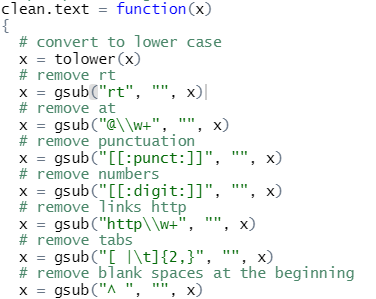 clean.text = function(x)
{
  # convert to lower case
  x = tolower(x)
  # remove rt
  x = gsub("rt", "", x)
  # remove at
  x = gsub("@\\w+", "", x)
  # remove punctuation
  x = gsub("[[:punct:]]", "", x)
  # remove numbers
  x = gsub("[[:digit:]]", "", x)
  # remove links http
  x = gsub("http\\w+", "", x)
  # remove tabs
  x = gsub("[ |\t]{2,}", "", x)
  # remove blank spaces at the beginning
  x = gsub("^ ", "", x)